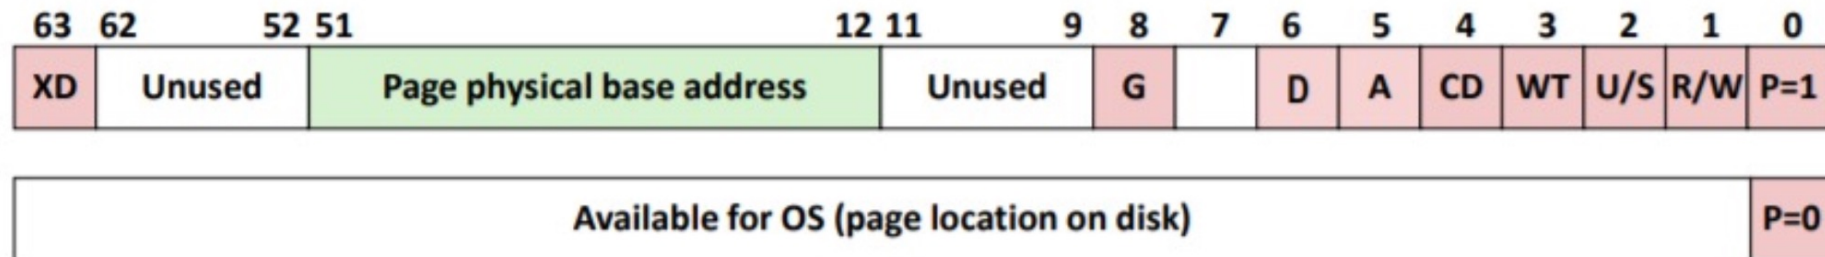 63 62 52 51 12 11 9 8 7 6 5 4 3 2 1 0
XD Unused Page physical base address Unused G D A CD WT U/S R/W P=1
Available for OS (page location on disk) P=0